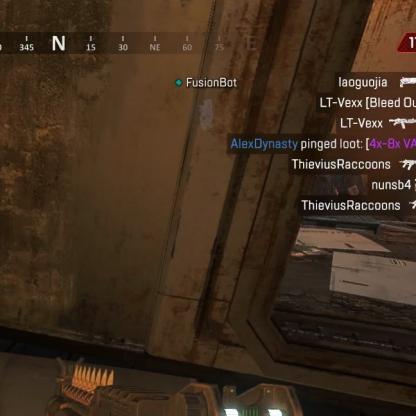 345 N 15 30 NE 60 75 E
FusionBot
laoguojia
LT-Vexx [Bleed Ou
LT-Vexx
AlexDynasty pinged loot: [4x-8x VA
ThieviusRaccoons
nunsb4
ThieviusRaccoons